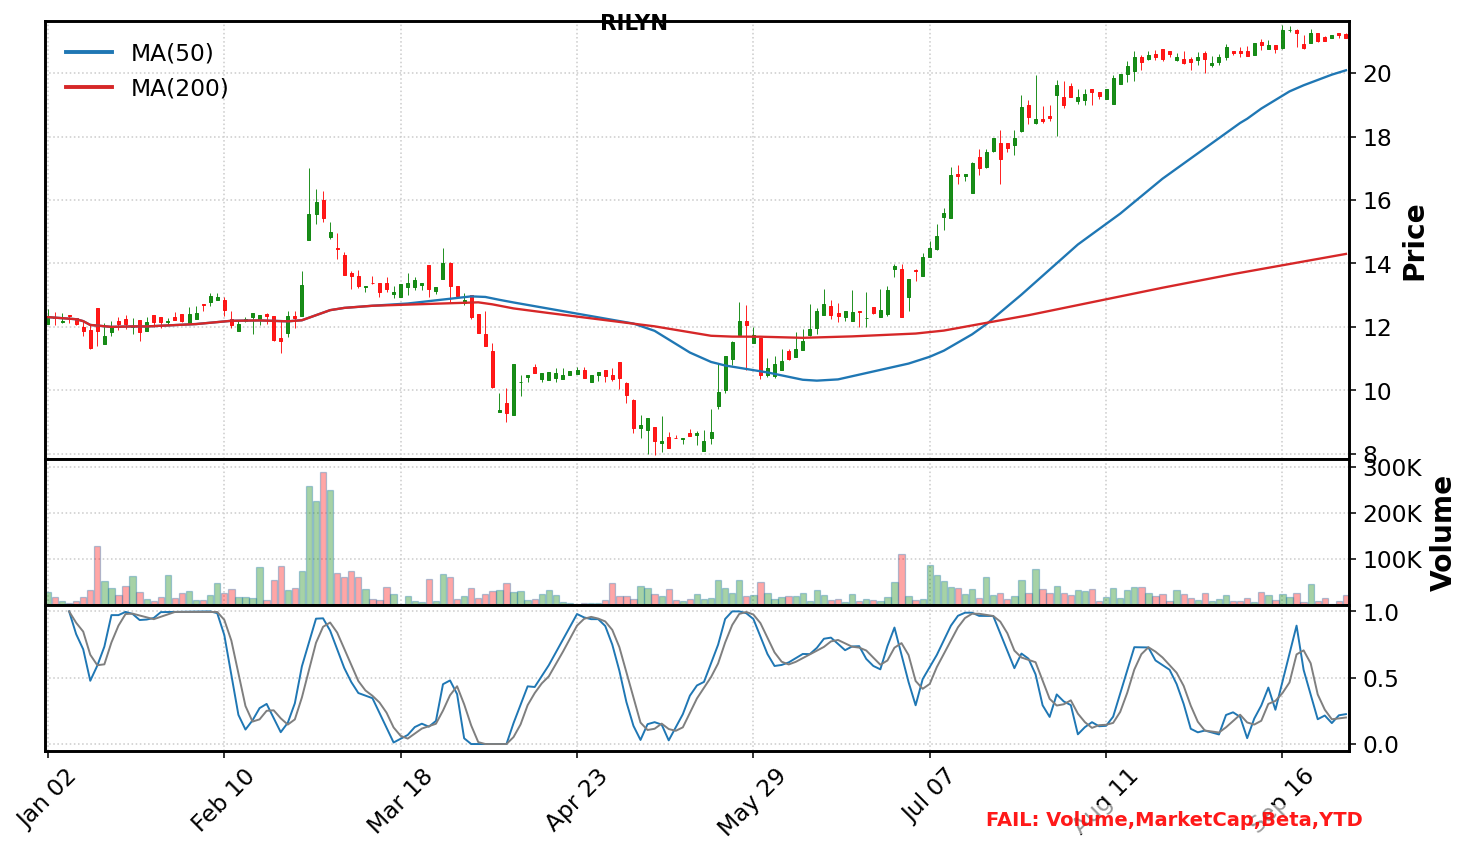 RILYN
MA(50)
MA(200)
20
18
16
14
12
10
8
Price
300K
200K
100K
Volume
1.0
0.5
0.0
Jan 02
Feb 10
Mar 18
Apr 23
May 29
Jul 07
Aug 11
Sep 16
FAIL: Volume,MarketCap,Beta,YTD